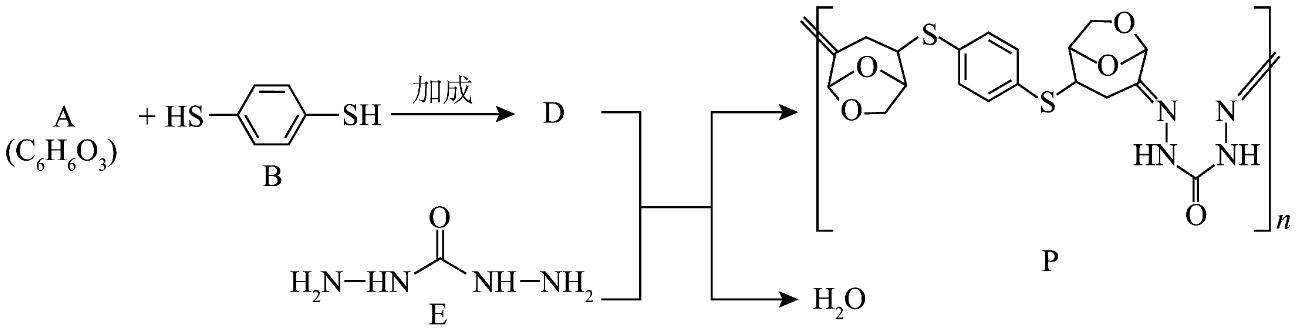 A
(C₆H₆O₃)
+
HS
SH
B
加成
D
O
H₂N
HN
NH
NH₂
E
S
S
O
O
O
O
N
N
HN
NH
O
n
P
H₂O